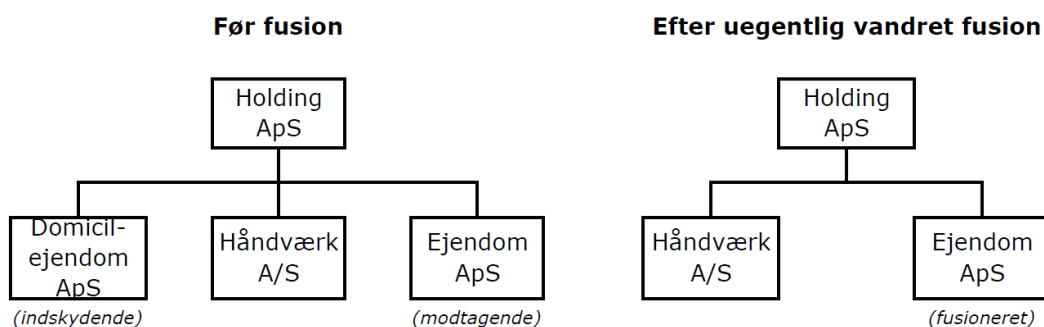 Før fusion
Holding
ApS
Domicil-
ejendom
ApS
(indskydende)
Håndværk
A/S
Ejendom
ApS
(modtagende)
Efter uegentlig vandret fusion
Holding
ApS
Håndværk
A/S
Ejendom
ApS
(fusioneret)